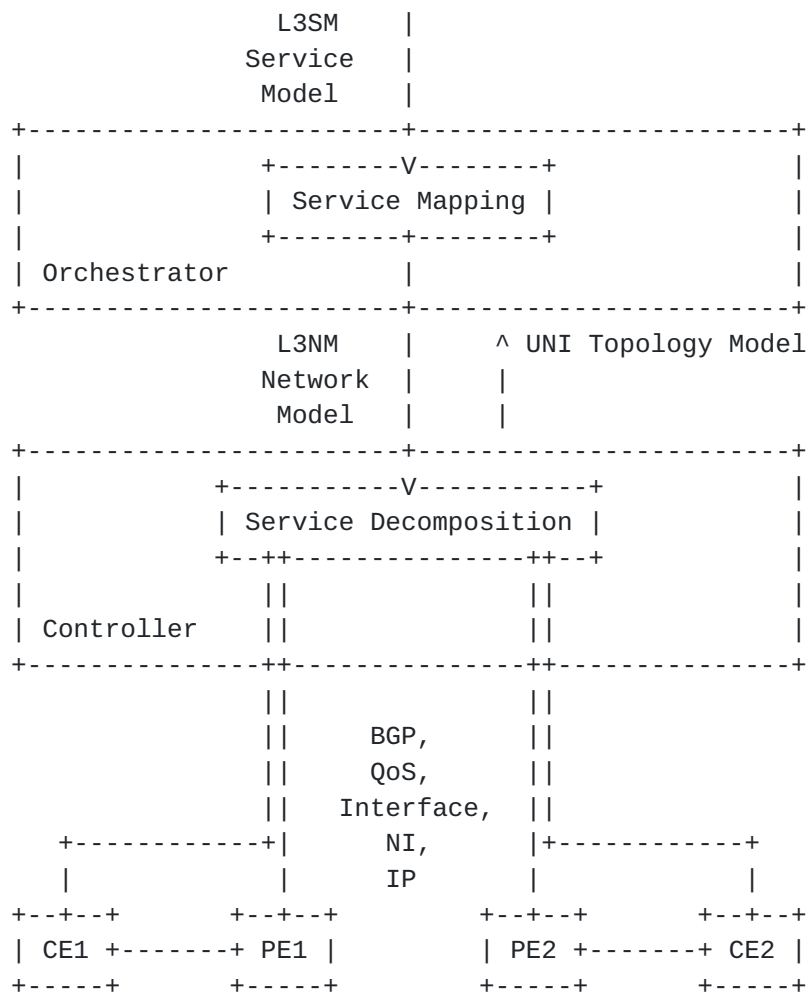 L3SM |
Service |
Model |
+------------------------+------------------------+
| +--------V--------+ |
| | Service Mapping | |
| +--------+--------+ |
| Orchestrator | |
+------------------------+------------------------+
L3NM | ^ UNI Topology Model
Network | |
Model | |
+------------------------+------------------------+
| +-----------V-----------+ |
| | Service Decomposition | |
| +--++---------------++--+ |
| || || |
| Controller || || |
+---------------++---------------++---------------+
|| ||
|| BGP, ||
|| QoS, ||
|| Interface, ||
+------------+| NI, |+------------+
| | IP | |
+--+--+ +--+--+ +--+--+ +--+--+
| CE1 +-------+ PE1 | | PE2 +-------+ CE2 |
+-----+ +-----+ +-----+ +-----+